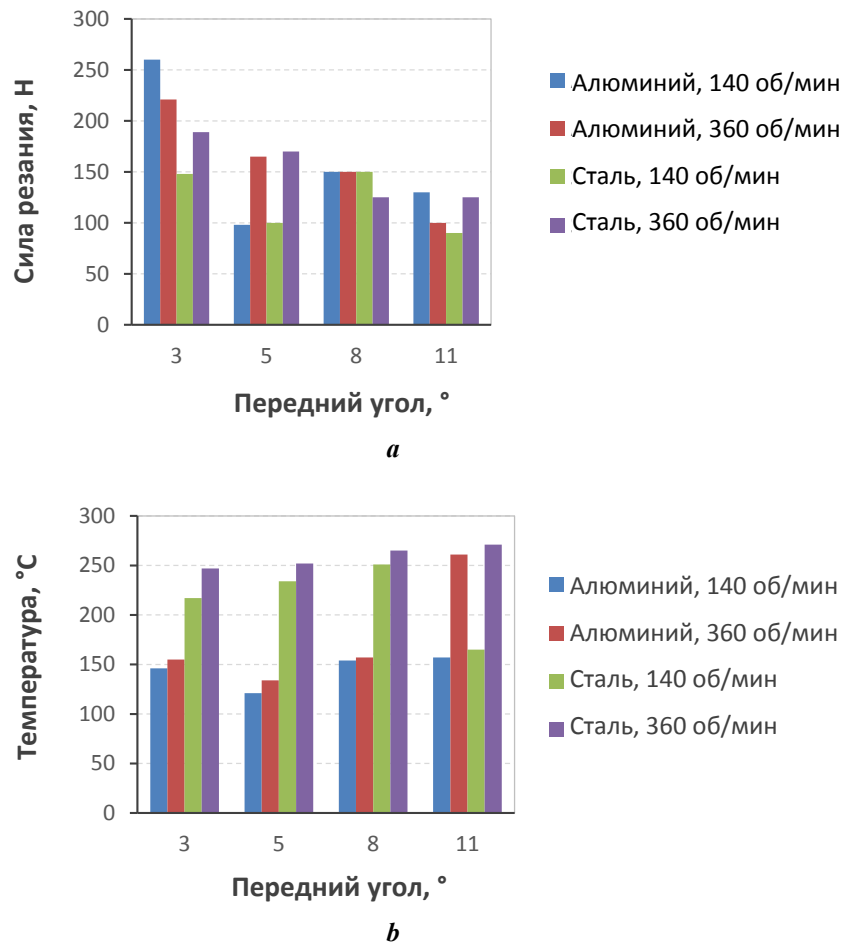 300
250
200
150
100
50
0
Сила резания, Н
3 5 8 11
Передний угол, °
Алюминий, 140 об/мин
Алюминий, 360 об/мин
Сталь, 140 об/мин
Сталь, 360 об/мин
a
300
250
200
150
100
50
0
Температура, °С
3 5 8 11
Передний угол, °
Алюминий, 140 об/мин
Алюминий, 360 об/мин
Сталь, 140 об/мин
Сталь, 360 об/мин
b